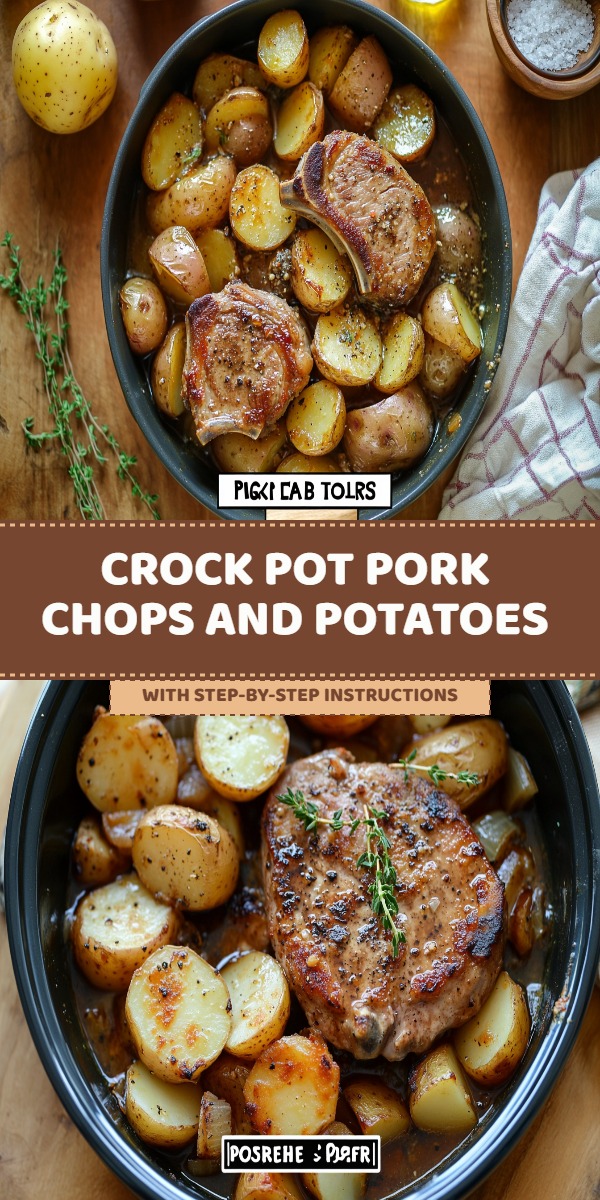 CROCK POT PORK
CHOPS AND POTATOES
WITH STEP-BY-STEP INSTRUCTIONS